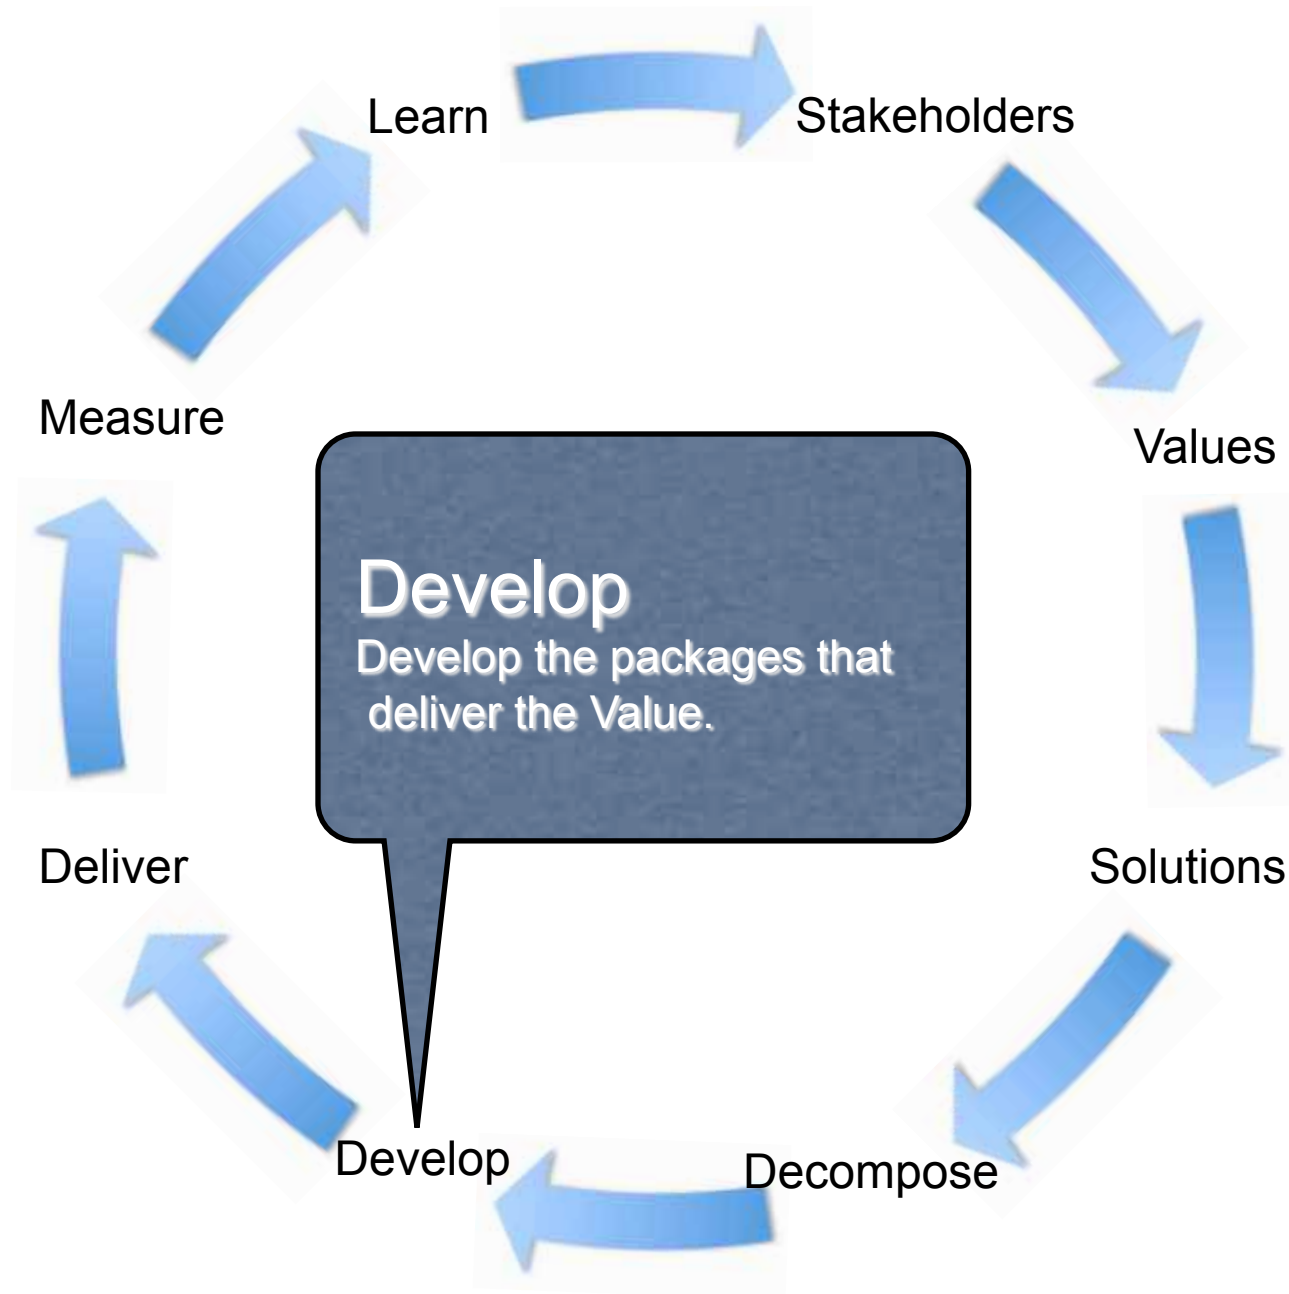 Learn
Stakeholders
Measure
Values
Develop
Develop the packages that
deliver the Value.
Deliver
Solutions
Develop
Decompose